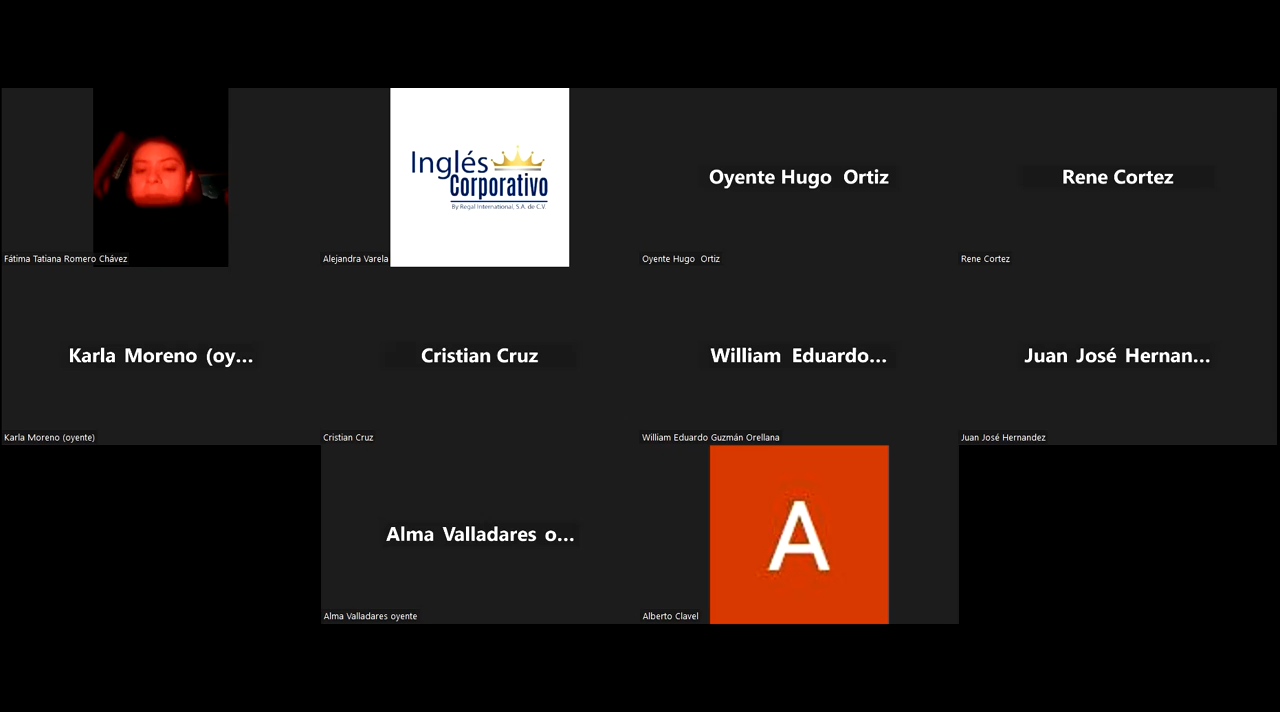 Inglés
Corporativo
By Regal International, S.A. de C.V.
Oyente Hugo Ortiz
Rene Cortez
Fátima Tatiana Romero Chávez
Alejandra Varela
Oyente Hugo Ortiz
Rene Cortez
Karla Moreno (oy...
Cristian Cruz
William Eduardo...
Juan José Hernan...
Karla Moreno (oyente)
Cristian Cruz
William Eduardo Guzmán Orellana
Juan José Hernandez
Alma Valladares o...
A
Alma Valladares oyente
Alberto Clavel